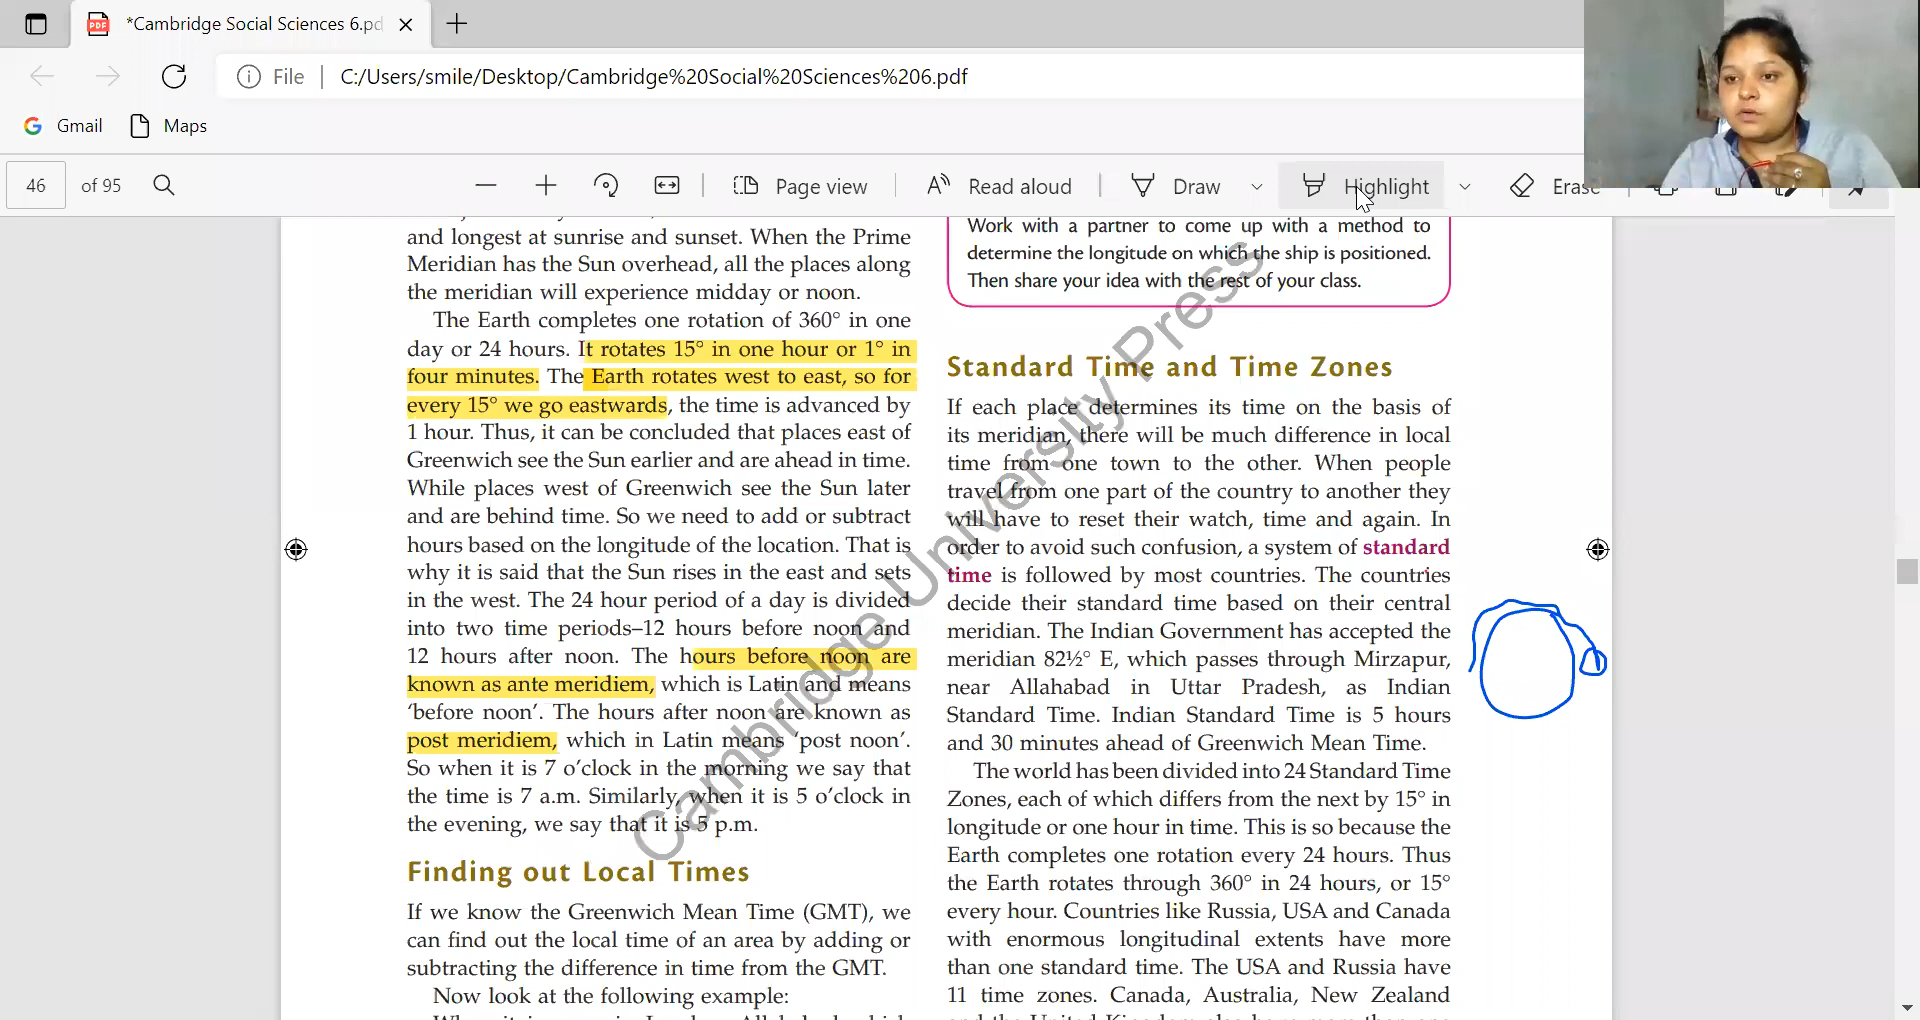 *Cambridge Social Sciences 6.pd
File
C:/Users/smile/Desktop/Cambridge%20Social%20Sciences%206.pdf
Gmail
Maps
46
of 95
Page view
Read aloud
Draw
Highlight
Erase
and longest at sunrise and sunset. When the Prime
Meridian has the Sun overhead, all the places along
the meridian will experience midday or noon.
The Earth completes one rotation of 360° in one
day or 24 hours. It rotates 15° in one hour or 1° in
four minutes. The Earth rotates west to east, so for
every 15° we go eastwards, the time is advanced by
1 hour. Thus, it can be concluded that places east of
Greenwich see the Sun earlier and are ahead in time.
While places west of Greenwich see the Sun later
and are behind time. So we need to add or subtract
hours based on the longitude of the location. That is
why it is said that the Sun rises in the east and sets
in the west. The 24 hour period of a day is divided
into two time periods–12 hours before noon and
12 hours after noon. The hours before noon are
known as ante meridiem, which is Latin and means
‘before noon’. The hours after noon are known as
post meridiem, which in Latin means ‘post noon’.
So when it is 7 o’clock in the morning we say that
the time is 7 a.m. Similarly, when it is 5 o’clock in
the evening, we say that it is 5 p.m.
Finding out Local Times
If we know the Greenwich Mean Time (GMT), we
can find out the local time of an area by adding or
subtracting the difference in time from the GMT.
Now look at the following example:
Work with a partner to come up with a method to
determine the longitude on which the ship is positioned.
Then share your idea with the rest of your class.
Standard Time and Time Zones
If each place determines its time on the basis of
its meridian, there will be much difference in local
time from one town to the other. When people
travel from one part of the country to another they
will have to reset their watch, time and again. In
order to avoid such confusion, a system of standard
time is followed by most countries. The countries
decide their standard time based on their central
meridian. The Indian Government has accepted the
meridian 82½° E, which passes through Mirzapur,
near Allahabad in Uttar Pradesh, as Indian
Standard Time. Indian Standard Time is 5 hours
and 30 minutes ahead of Greenwich Mean Time.
The world has been divided into 24 Standard Time
Zones, each of which differs from the next by 15° in
longitude or one hour in time. This is so because the
Earth completes one rotation every 24 hours. Thus
the Earth rotates through 360° in 24 hours, or 15°
every hour. Countries like Russia, USA and Canada
with enormous longitudinal extents have more
than one standard time. The USA and Russia have
11 time zones. Canada, Australia, New Zealand
Cambridge University Press